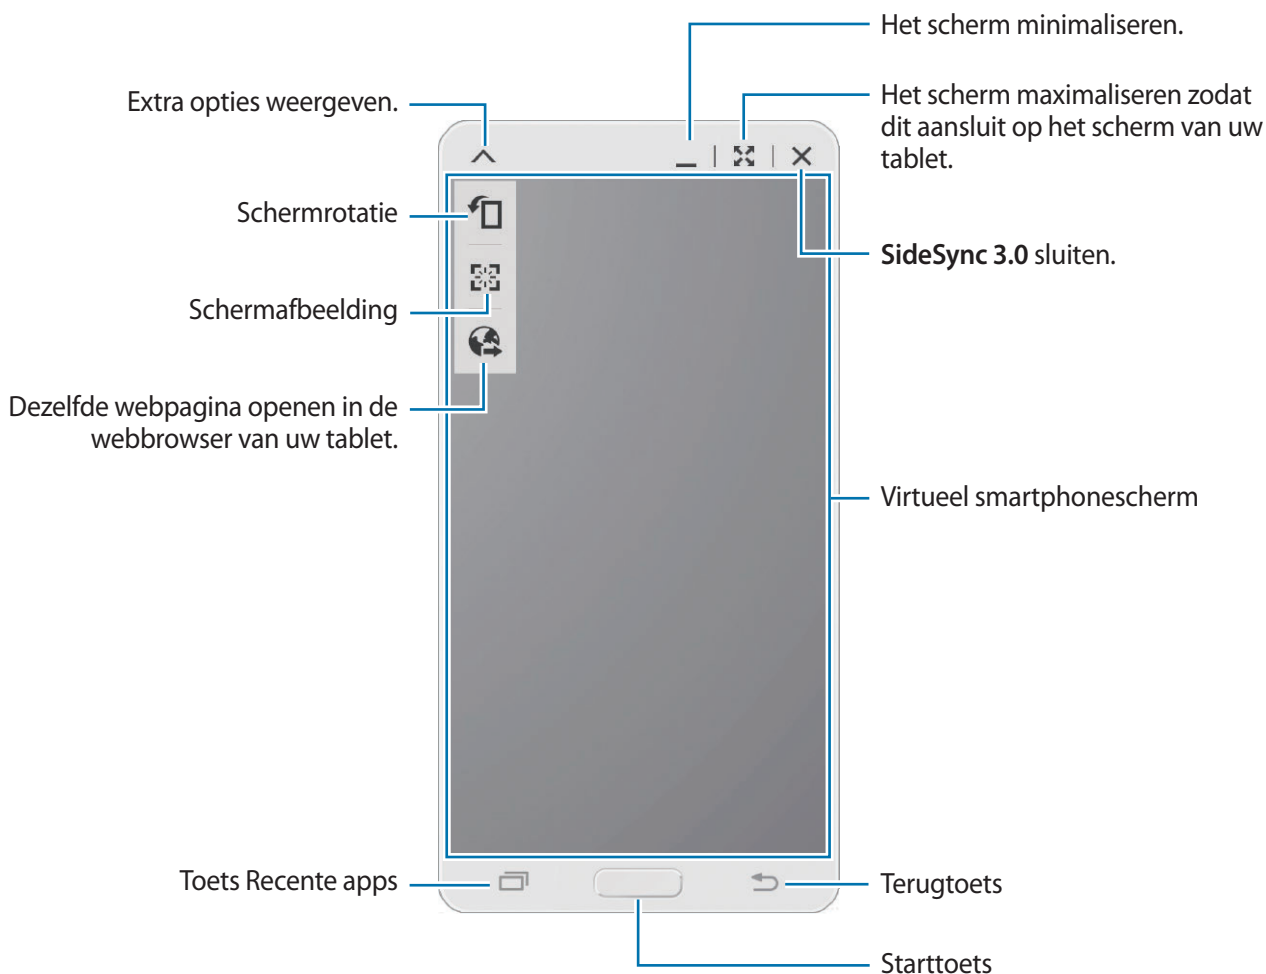 Het scherm minimaliseren.
Extra opties weergeven.
Het scherm maximaliseren zodat
dit aansluit op het scherm van uw
tablet.
Schermrotatie
SideSync 3.0 sluiten.
Schermafbeelding
Dezelfde webpagina openen in de
webbrowser van uw tablet.
Virtueel smartphonescherm
Toets Recente apps
Terugtoets
Starttoets